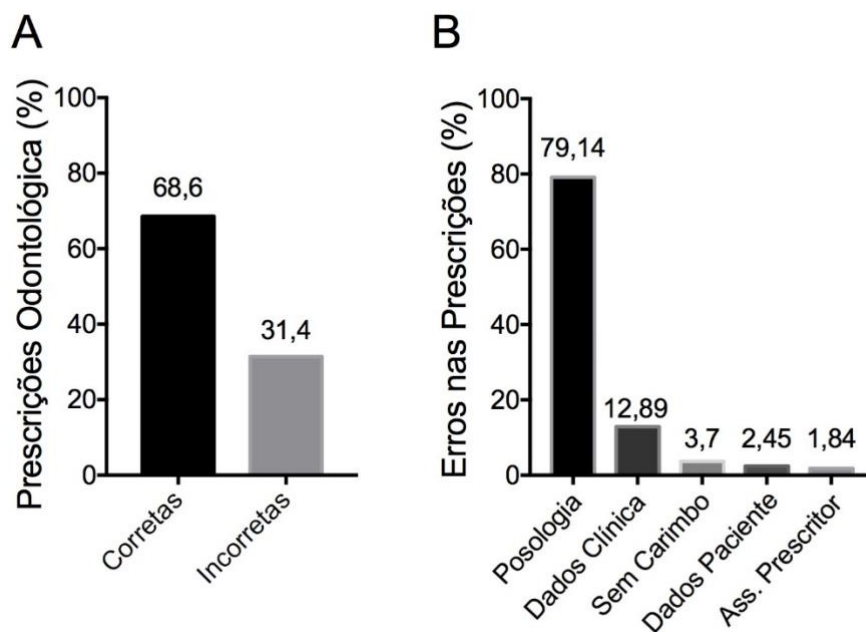 A
Prescrições Odontológica (%)
100
80
60
40
20
0
68,6
31,4
Corretas
Incorretas
B
Erros nas Prescrições (%)
100
80
60
40
20
0
79,14
12,89
3,7
2,45
1,84
Posologia
Dados Clínica
Sem Carimbo
Dados Paciente
Ass. Prescritor